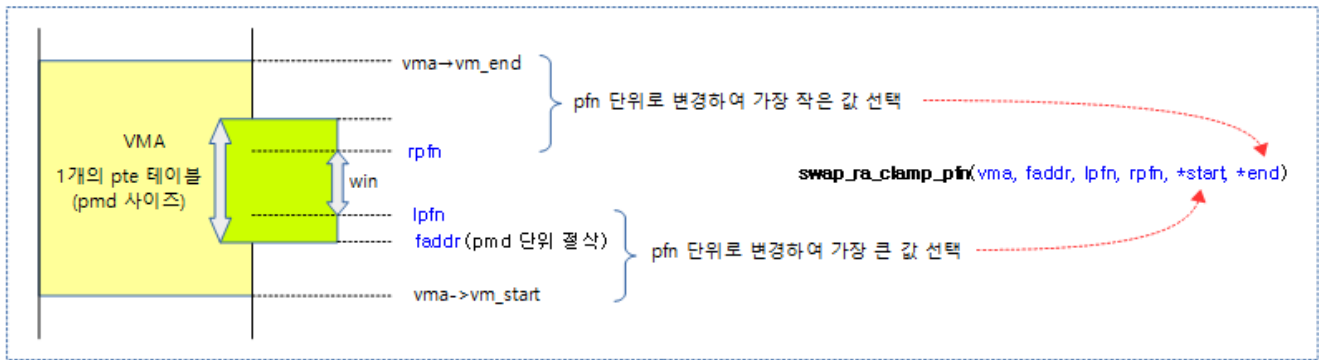 vma→vm_end
pfn 단위로 변경하여 가장 작은 값 선택
VMA
1개의 pte 테이블
(pmd 사이즈)
rpfn
win
swap_ra_clamp_pfn(vma, faddr, lpfn, rpfn, *start, *end)
lpfn
faddr(pmd 단위 절삭)
pfn 단위로 변경하여 가장 큰 값 선택
vma->vm_start